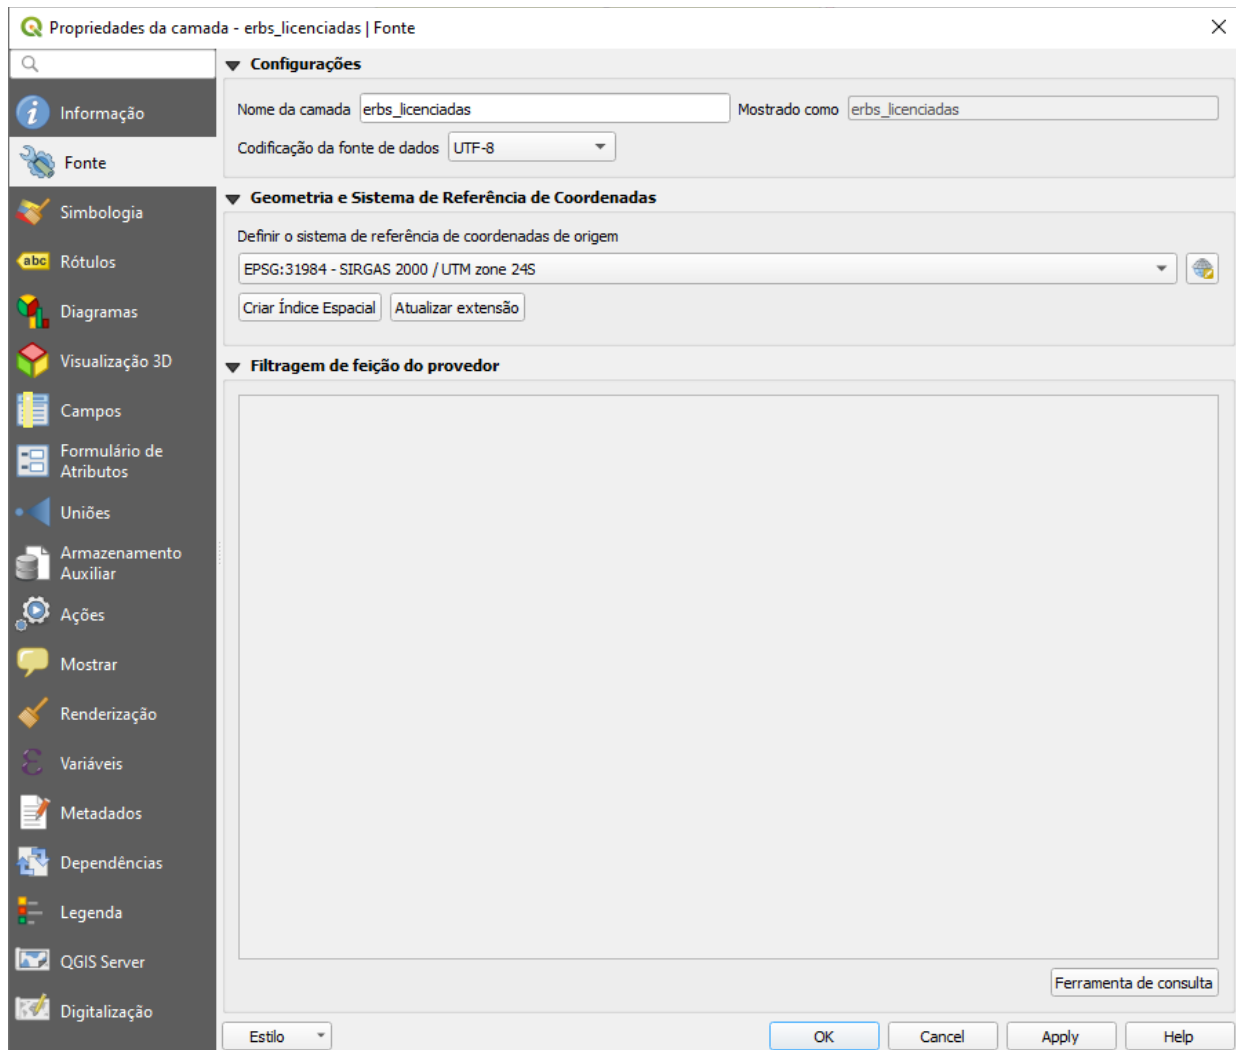 Propriedades da camada - erbs_licenciadas | Fonte
Informação
Fonte
Simbologia
abc Rótulos
Diagramas
Visualização 3D
Campos
Formulário de
Atributos
Uniões
Armazenamento
Auxiliar
Ações
Mostrar
Renderização
Variáveis
Metadados
Dependências
Legenda
QGIS Server
Digitalização
Configurações
Nome da camada erbs_licenciadas Mostrado como erbs_licenciadas
Codificação da fonte de dados UTF-8
Geometria e Sistema de Referência de Coordenadas
Definir o sistema de referência de coordenadas de origem
EPSG:31984 - SIRGAS 2000 / UTM zone 24S
Criar Índice Espacial Atualizar extensão
Filtragem de feição do provedor
Ferramenta de consulta
Estilo OK Cancel Apply Help